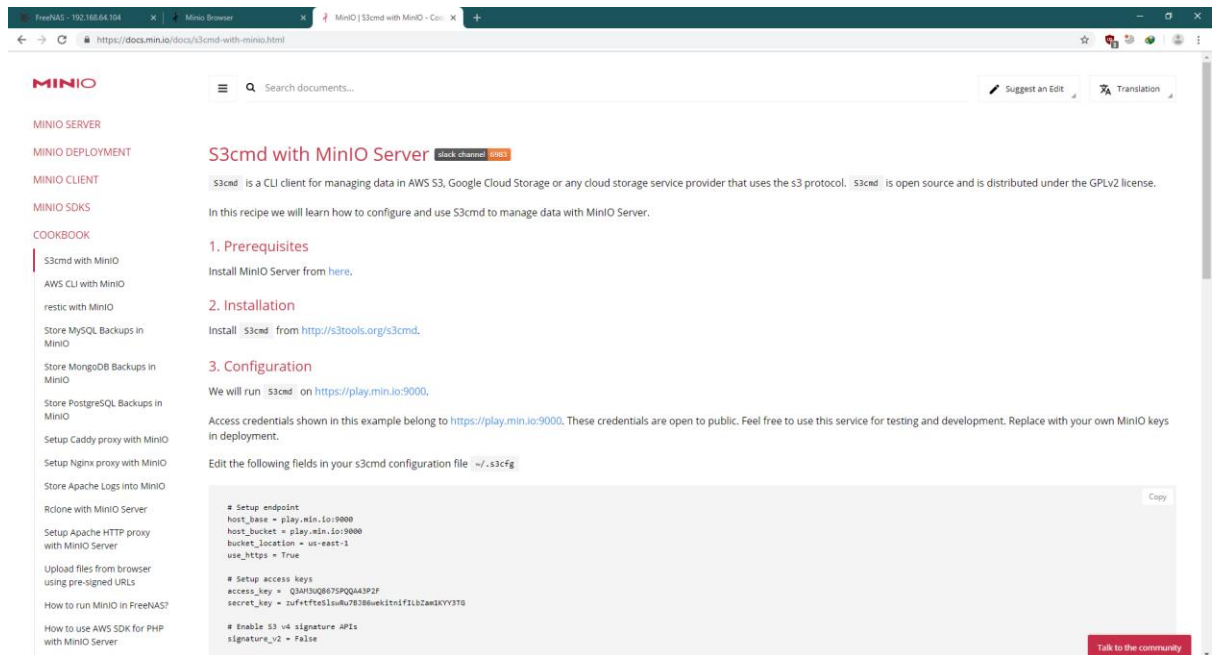 FreeNAS - 192.168.64.104
Minio Browser
MinIO | S3cmd with MinIO - Coo
https://docs.min.io/docs/s3cmd-with-minio.html
MINIO
Search documents...
Suggest an Edit
Translation
MINIO SERVER
MINIO DEPLOYMENT
MINIO CLIENT
MINIO SDKS
COOKBOOK
S3cmd with MinIO
AWS CLI with MinIO
restic with MinIO
Store MySQL Backups in
MinIO
Store MongoDB Backups in
MinIO
Store PostgreSQL Backups in
MinIO
Setup Caddy proxy with MinIO
Setup Nginx proxy with MinIO
Store Apache Logs into MinIO
Rclone with MinIO Server
Setup Apache HTTP proxy
with MinIO Server
Upload files from browser
using pre-signed URLs
How to run MinIO in FreeNAS?
How to use AWS SDK for PHP
with MinIO Server
S3cmd with MinIO Server slack channel 6983
S3cmd is a CLI client for managing data in AWS S3, Google Cloud Storage or any cloud storage service provider that uses the s3 protocol. S3cmd is open source and is distributed under the GPLv2 license.
In this recipe we will learn how to configure and use S3cmd to manage data with MinIO Server.
1. Prerequisites
Install MinIO Server from here.
2. Installation
Install S3cmd from http://s3tools.org/s3cmd.
3. Configuration
We will run S3cmd on https://play.min.io:9000.
Access credentials shown in this example belong to https://play.min.io:9000. These credentials are open to public. Feel free to use this service for testing and development. Replace with your own MinIO keys
in deployment.
Edit the following fields in your s3cmd configuration file ~/.s3cfg
Copy
# Setup endpoint
host_base = play.min.io:9000
host_bucket = play.min.io:9000
bucket_location = us-east-1
use_https = True
# Setup access keys
access_key =
secret_key =
# Enable S3 v4 signature APIs
signature_v2 = False
Talk to the community